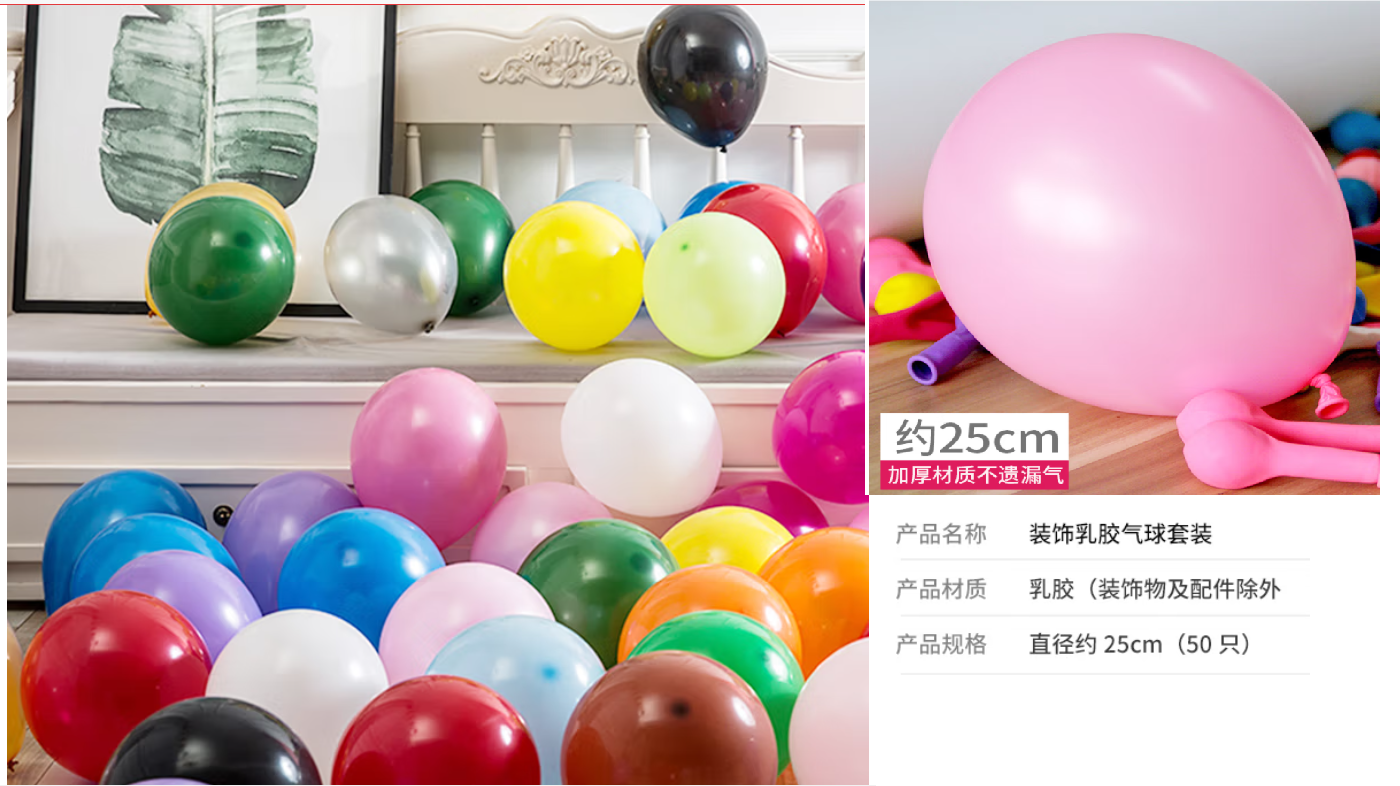 约25cm
加厚材质不遗漏气
产品名称 装饰乳胶气球套装
产品材质 乳胶（装饰物及配件除外
产品规格 直径约 25cm（50 只）